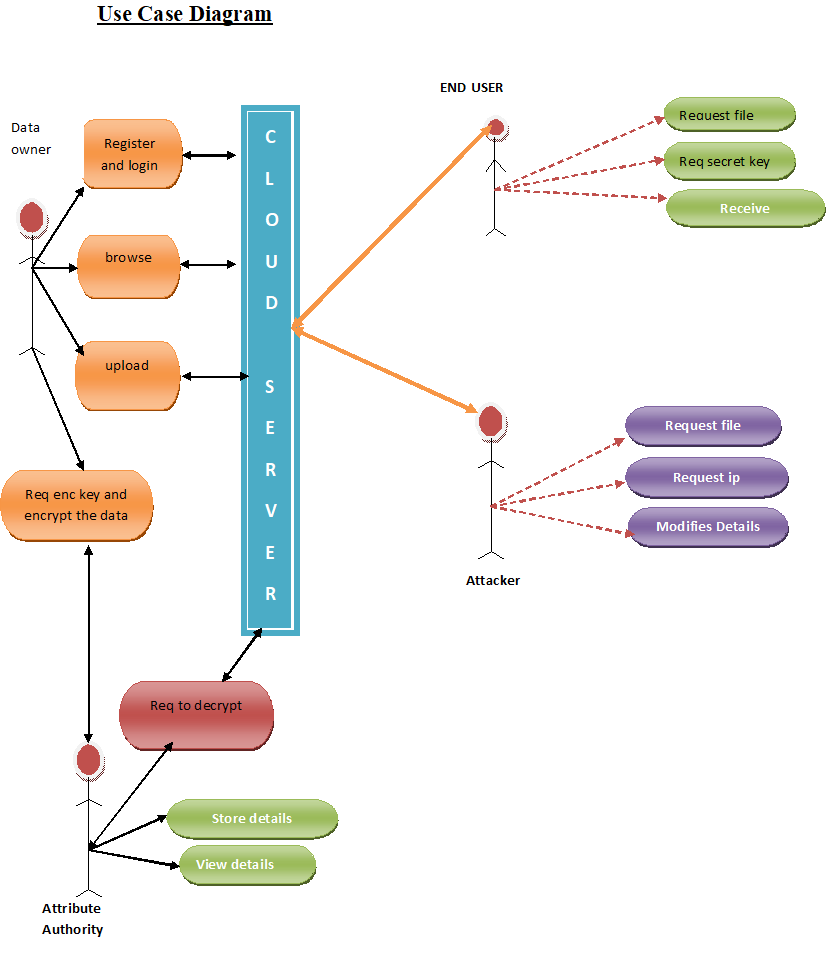 Use Case Diagram
END USER
Data
owner
Register
and login
browse
upload
Req enc key and
encrypt the data
C
L
O
U
D
S
E
R
V
E
R
Request file
Req secret key
Receive
Request file
Request ip
Modifies Details
Attacker
Req to decrypt
Store details
View details
Attribute
Authority